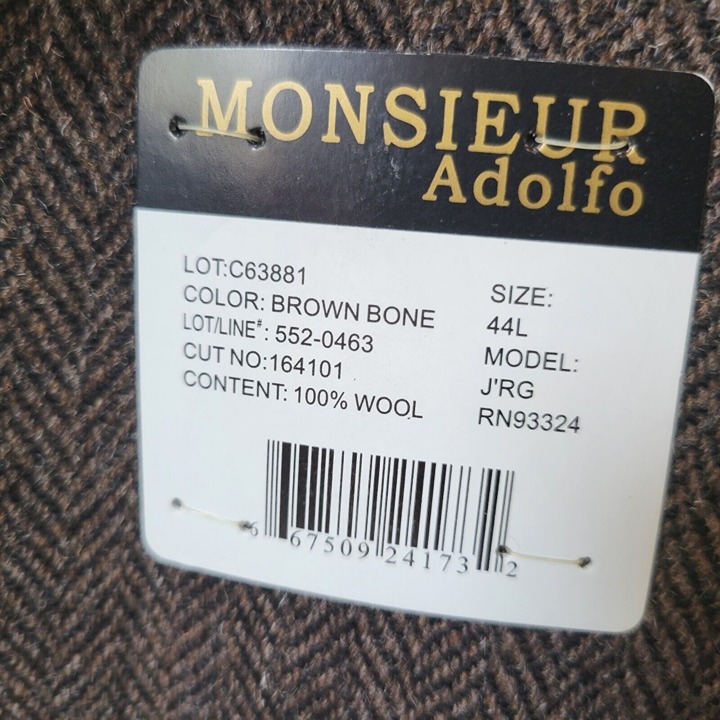 MONSIEUR
Adolfo
LOT:C63881
COLOR: BROWN BONE
LOT/LINE#: 552-0463
CUT NO:164101
CONTENT: 100% WOOL
SIZE:
44L
MODEL:
J'RG
RN93324
6 67509 24173 2